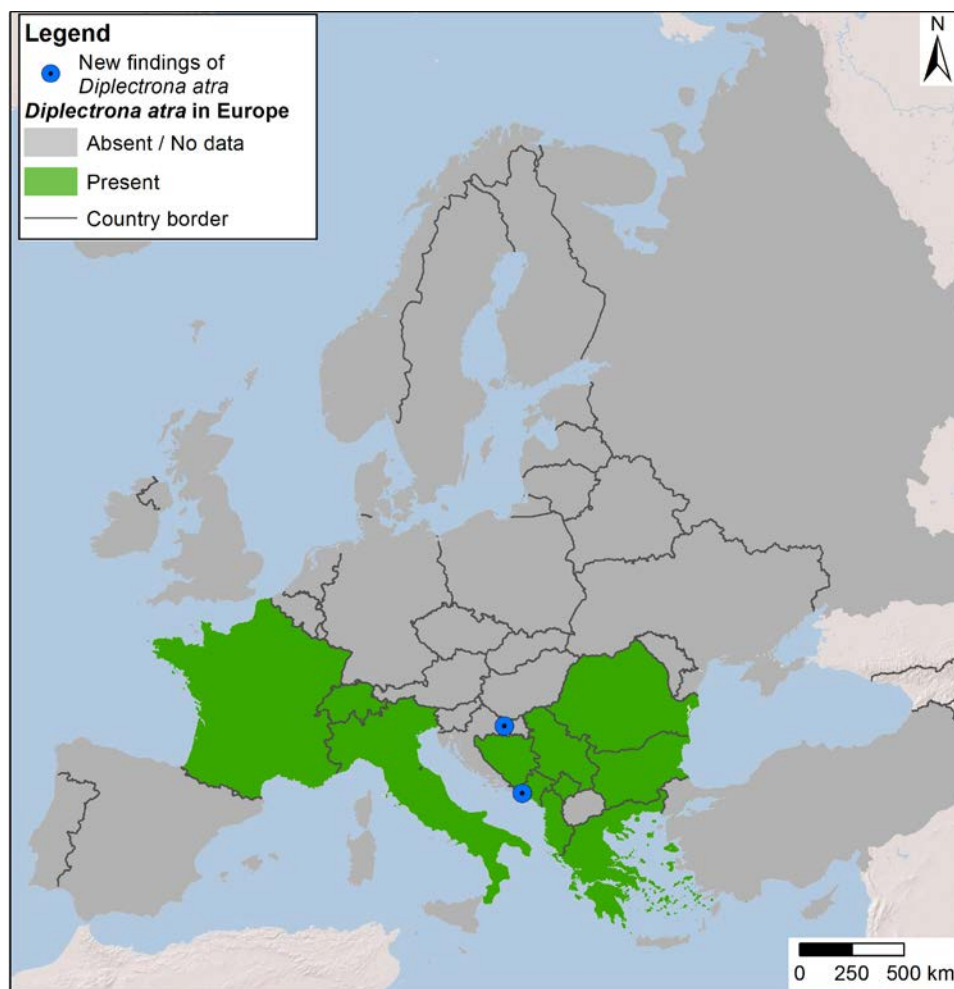 Legend
New findings of
Diplectrona atra
Diplectrona atra in Europe
Absent / No data
Present
Country border
N
0 250 500 km